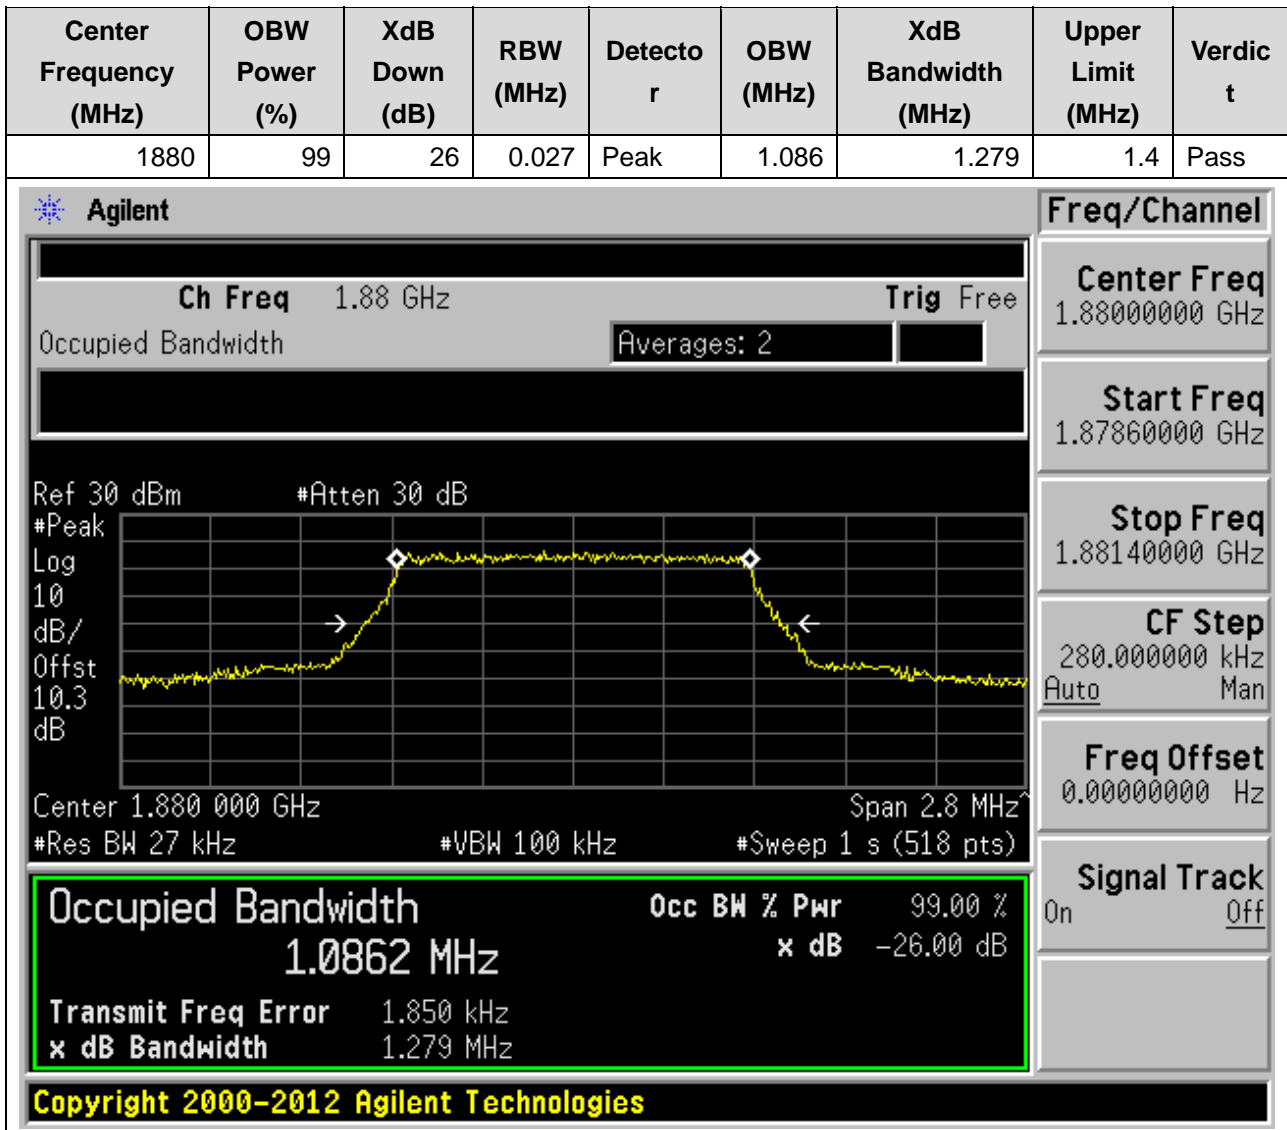 Center Frequency (MHz) OBW Power (%) XdB Down (dB) RBW (MHz) Detecto r OBW (MHz) XdB Bandwidth (MHz) Upper Limit (MHz) Verdic t
1880 99 26 0.027 Peak 1.086 1.279 1.4 Pass
Agilent
Freq/Channel
Ch Freq 1.88 GHz Trig Free
Occupied Bandwidth Averages: 2
Center Freq
1.88000000 GHz
Start Freq
1.87860000 GHz
Stop Freq
1.88140000 GHz
CF Step
280.000000 kHz
Auto Man
Freq Offset
0.00000000 Hz
Signal Track
On Off
Ref 30 dBm #Atten 30 dB
#Peak
Log
10
dB/
Offst
10.3
dB
Center 1.880 000 GHz Span 2.8 MHz^
#Res BW 27 kHz #VBW 100 kHz #Sweep 1 s (518 pts)
Occupied Bandwidth Occ BW % Pwr 99.00 %
1.0862 MHz x dB -26.00 dB
Transmit Freq Error 1.850 kHz
x dB Bandwidth 1.279 MHz
Copyright 2000-2012 Agilent Technologies